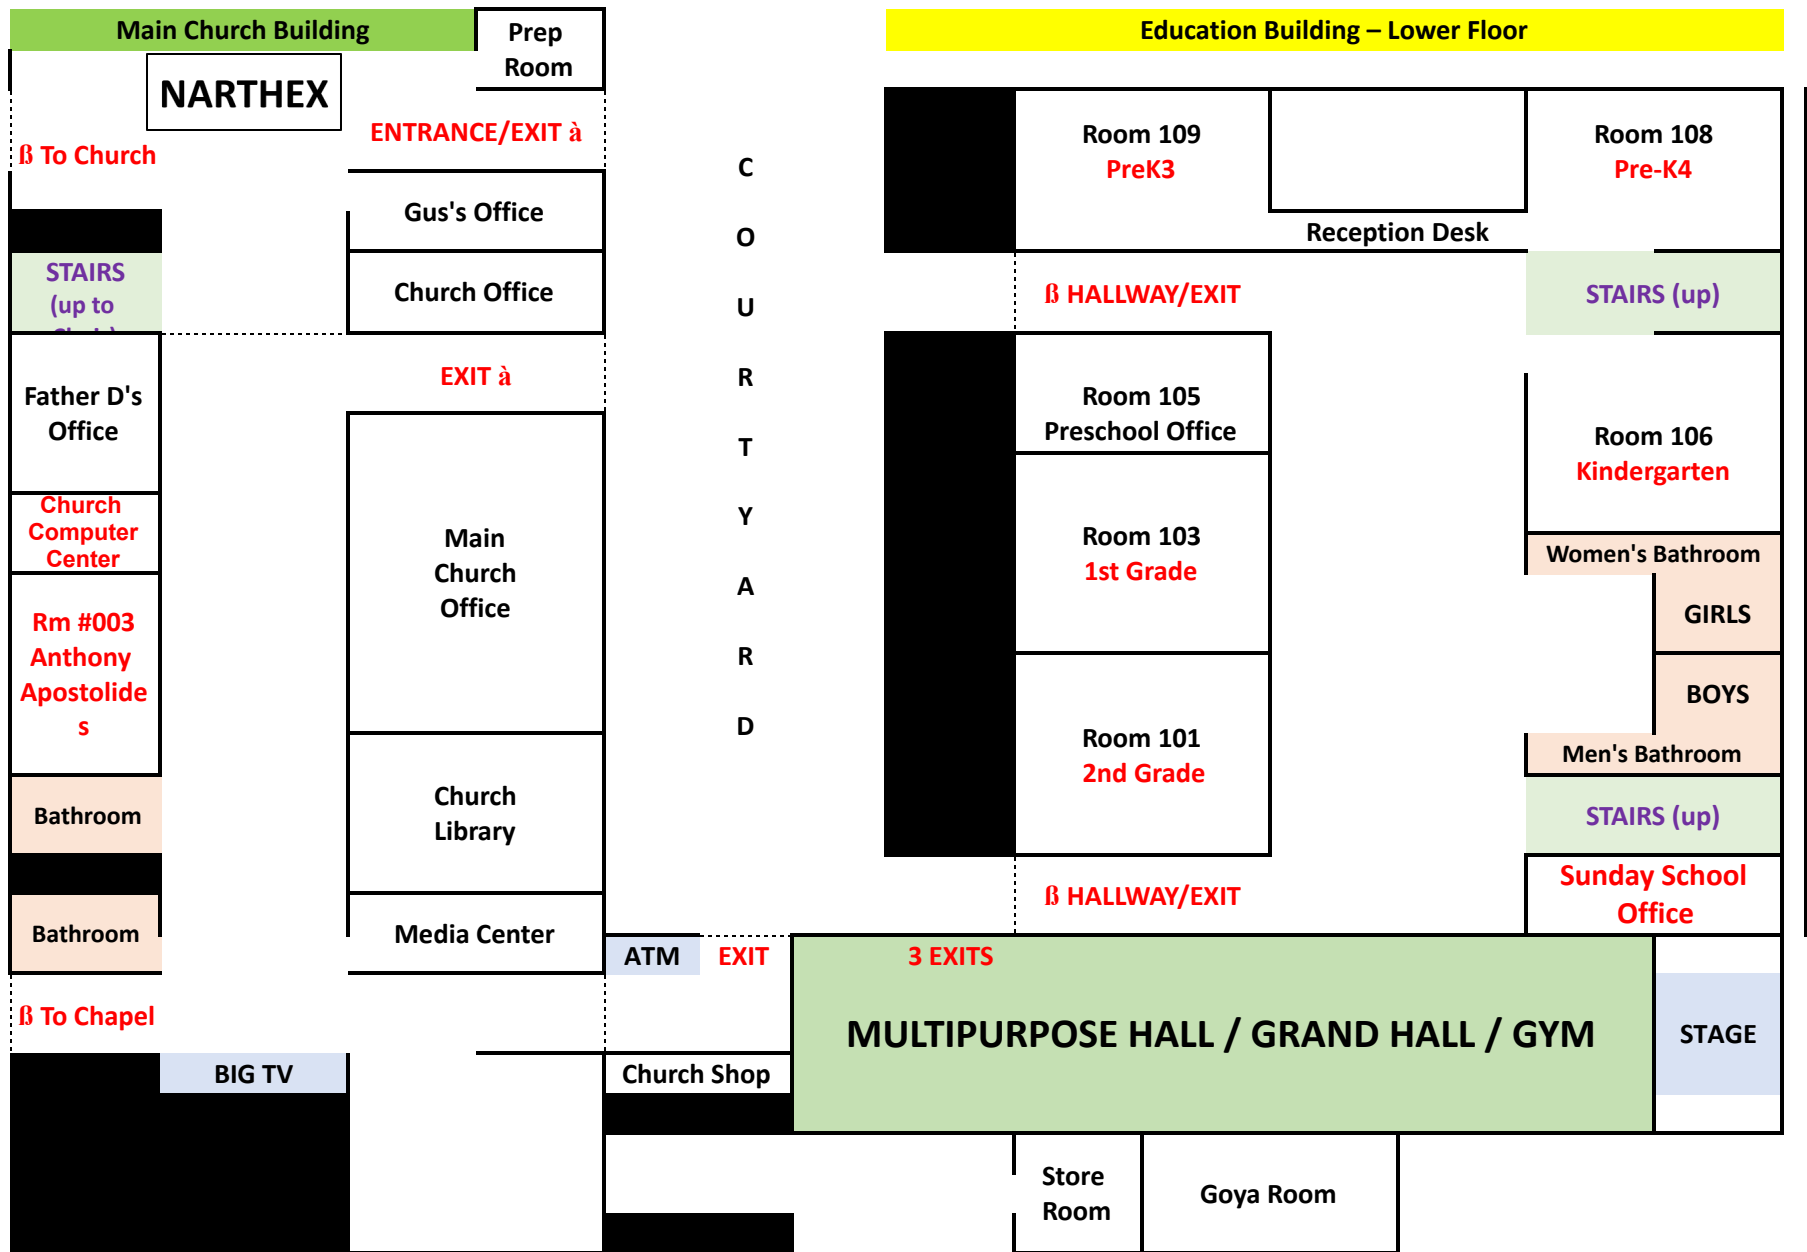 Main Church Building
Prep
Room
Education Building – Lower Floor
NARTHEX
ENTRANCE/EXIT à
ß To Church
Gus's Office
STAIRS
(up to
Church Office
EXIT à
Father D's
Office
Church
Computer
Center
Main
Church
Office
Rm #003
Anthony
Apostolide
s
Bathroom
Church
Library
Bathroom
Media Center
ß To Chapel
BIG TV
C
O
U
R
T
Y
A
R
D
ATM
EXIT
Church Shop
Room 109
PreK3
Room 108
Pre-K4
Reception Desk
ß HALLWAY/EXIT
STAIRS (up)
Room 105
Preschool Office
Room 106
Kindergarten
Room 103
1st Grade
Women's Bathroom
GIRLS
BOYS
Room 101
2nd Grade
Men's Bathroom
STAIRS (up)
ß HALLWAY/EXIT
Sunday School
Office
3 EXITS
MULTIPURPOSE HALL / GRAND HALL / GYM
STAGE
Store
Room
Goya Room